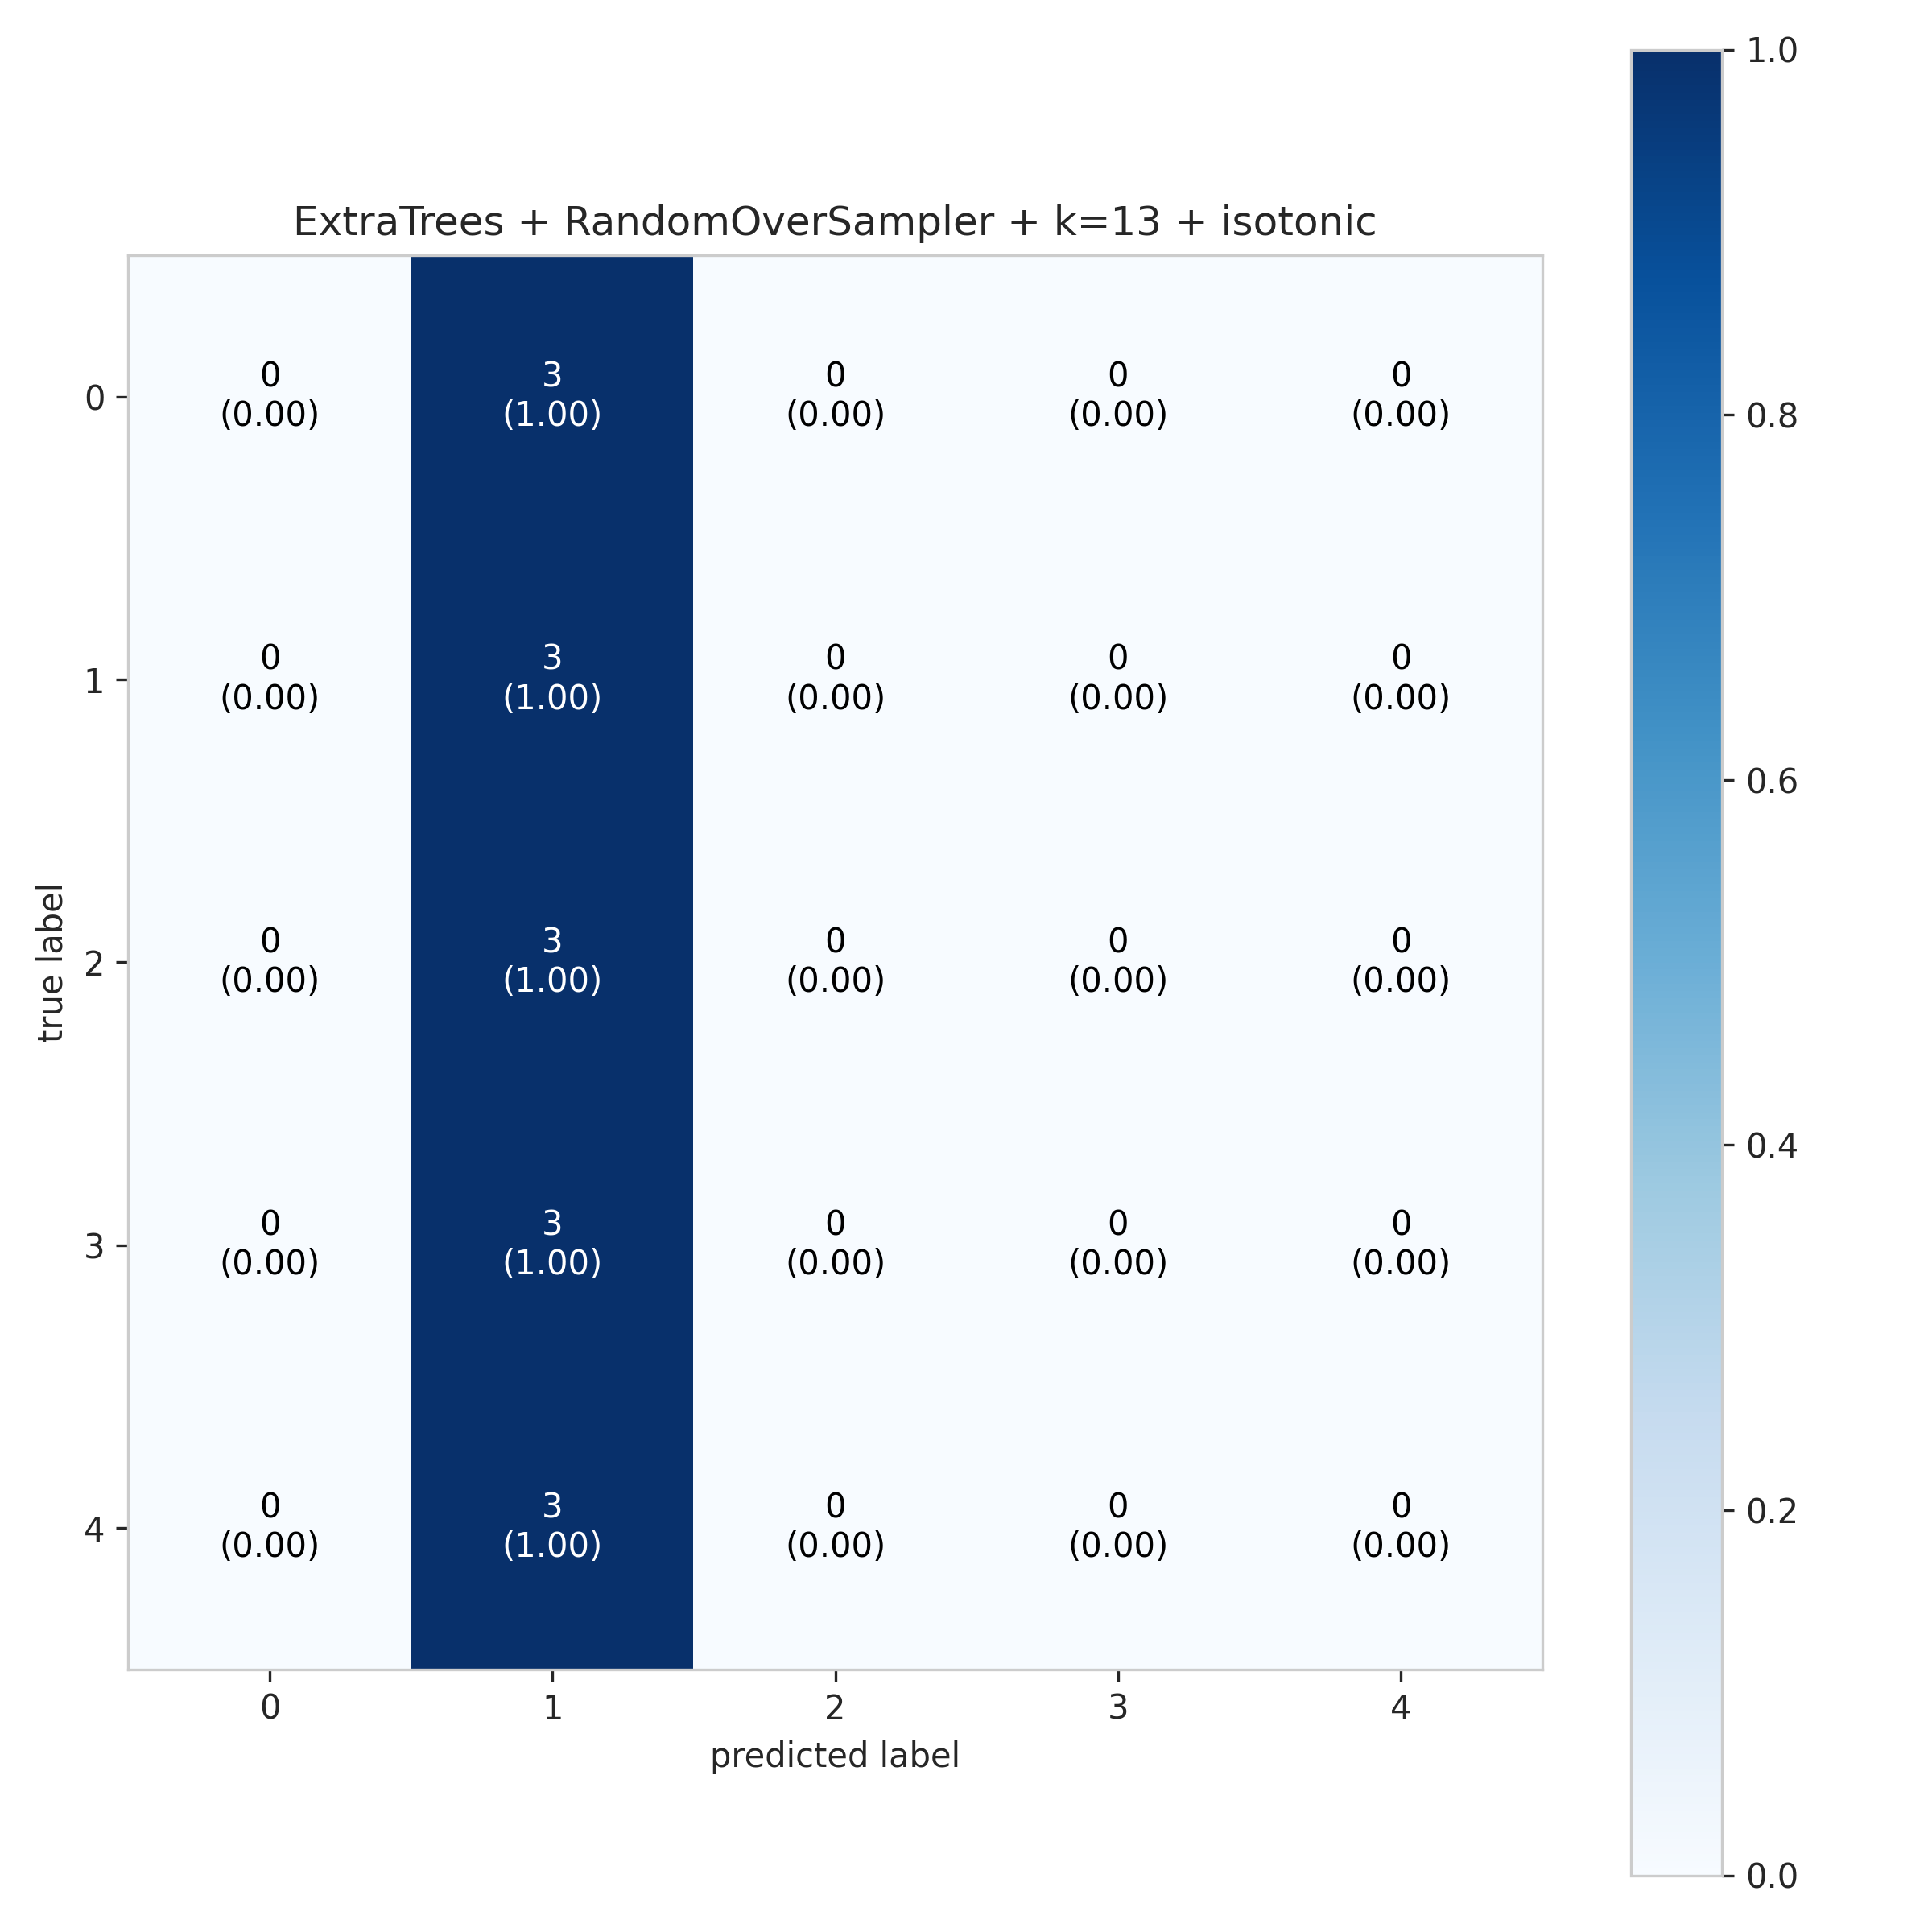 ExtraTrees + RandomOverSampler + k=13 + isotonic
true label
0
0 3 0 0 0
(0.00) (1.00) (0.00) (0.00) (0.00)
1
0 3 0 0 0
(0.00) (1.00) (0.00) (0.00) (0.00)
2
0 3 0 0 0
(0.00) (1.00) (0.00) (0.00) (0.00)
3
0 3 0 0 0
(0.00) (1.00) (0.00) (0.00) (0.00)
4
0 3 0 0 0
(0.00) (1.00) (0.00) (0.00) (0.00)
0 1 2 3 4
predicted label
1.0
0.8
0.6
0.4
0.2
0.0